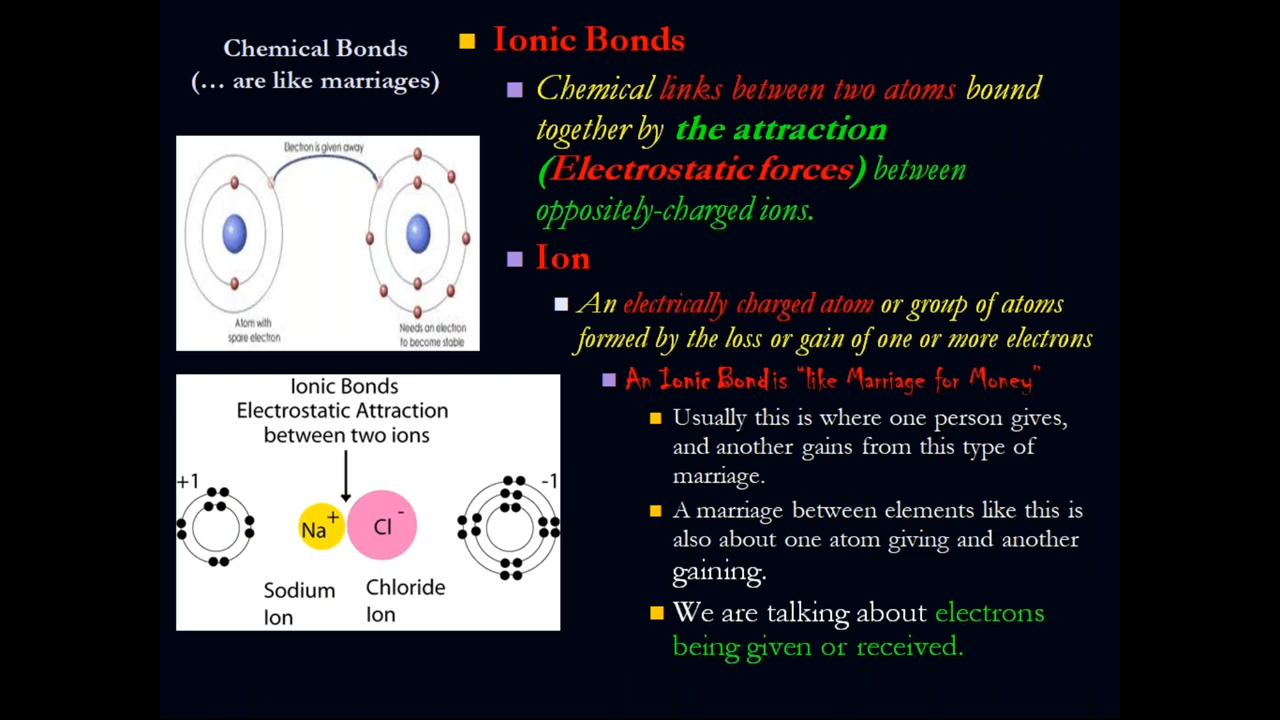 Chemical Bonds
(… are like marriages)
Ionic Bonds
Chemical links between two atoms bound
together by the attraction
(Electrostatic forces) between
oppositely-charged ions.
Ion
An electrically charged atom or group of atoms
formed by the loss or gain of one or more electrons
An Ionic Bond is “like Marriage for Money”
Usually this is where one person gives,
and another gains from this type of
marriage.
A marriage between elements like this is
also about one atom giving and another
gaining.
We are talking about electrons
being given or received.
Electron is given away
Atom with
spare electron
Needs an electron
to become stable
Ionic Bonds
Electrostatic Attraction
between two ions
+1
-1
Na+
Cl-
Sodium
Ion
Chloride
Ion